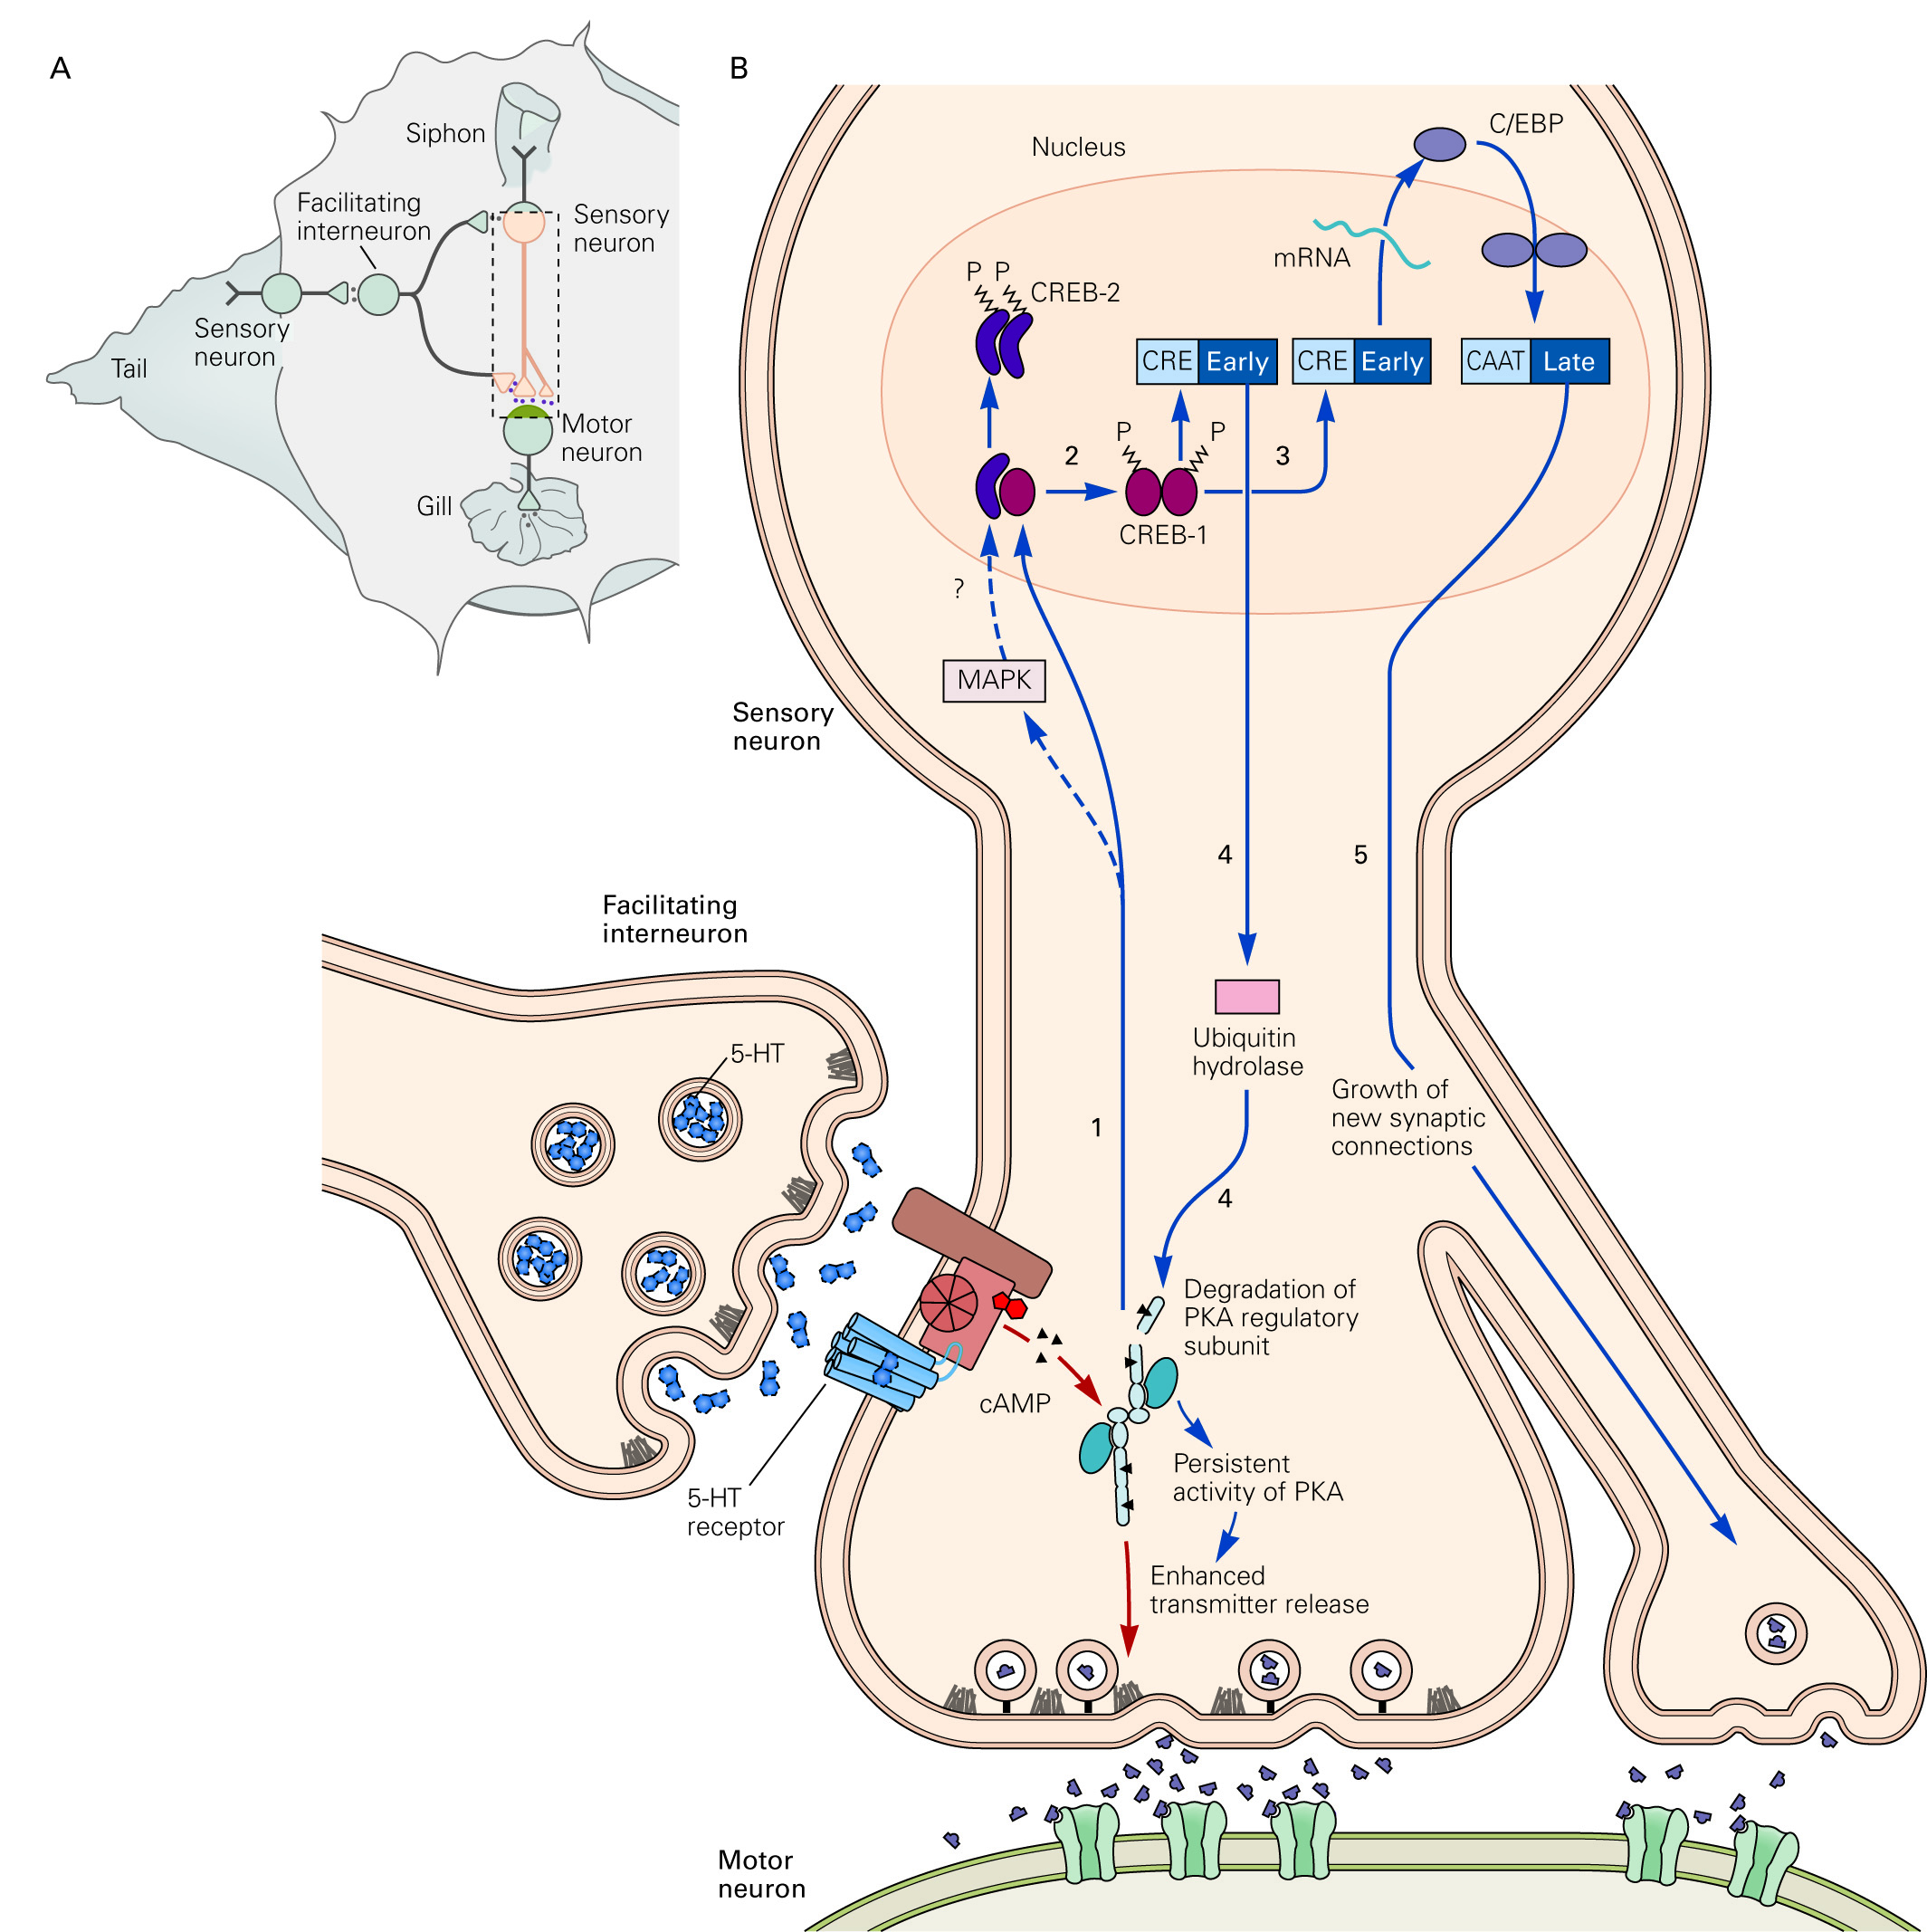 A
Siphon
Facilitating
interneuron
Sensory
neuron
Sensory
neuron
Tail
Motor
neuron
Gill
B
Nucleus
C/EBP
mRNA
P P
CREB-2
CRE Early
CRE Early
CAAT Late
P P
2
3
CREB-1
?
MAPK
Sensory
neuron
4
5
Facilitating
interneuron
5-HT
Ubiquitin
hydrolase
Growth of
new synaptic
connections
1
4
Degradation of
PKA regulatory
subunit
cAMP
Persistent
activity of PKA
5-HT
receptor
Enhanced
transmitter release
Motor
neuron